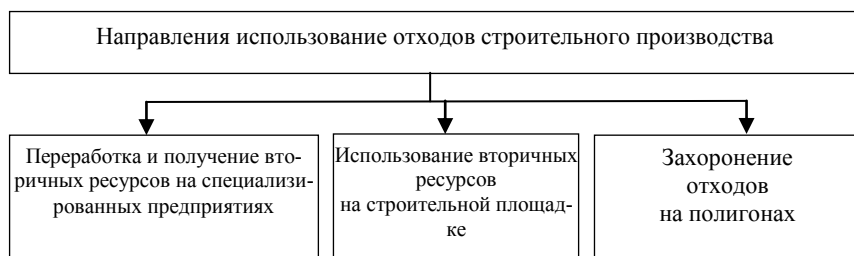 Направления использование отходов строительного производства
Переработка и получение вто-
ричных ресурсов на специализи-
рованных предприятиях
Использование вторичных
ресурсов
на строительной площад-
ке
Захоронение
отходов
на полигонах